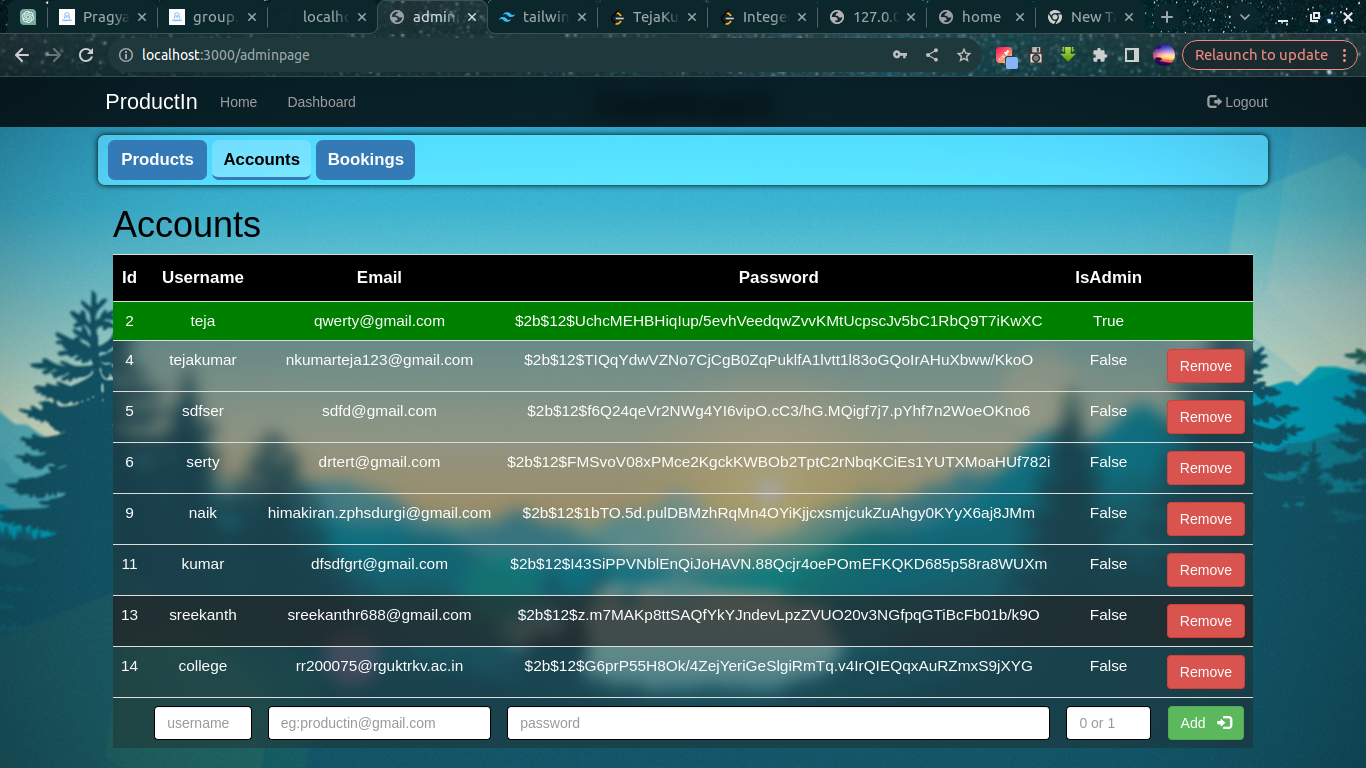 Pragya group. localho admin tailwin TejaKu Intege 127.0.0 home New T
localhost:3000/adminpage Relaunch to update
ProductIn Home Dashboard Logout
Products Accounts Bookings
Accounts
Id Username Email Password IsAdmin
2 teja qwerty@gmail.com $2b$12$UchcMEHBHiqIup/5evhVeedqwZvvKMtUcpscJv5bC1RbQ9T7iKwXC True
4 tejakumar nkumarteja123@gmail.com $2b$12$TIQqYdwVZNo7CjCgB0ZqPuklfA1lvtt1l83oGQoIrAHuXbww/KkoO False Remove
5 sdfser sdfd@gmail.com $2b$12$f6Q24qeVr2NWg4YI6vipO.cC3/hG.MQigf7j7.pYhf7n2WoeOKno6 False Remove
6 serty drtert@gmail.com $2b$12$FMSvoV08xPMce2KgckKWBOb2TptC2rNbqKCiEs1YUTXMoaHUf782i False Remove
9 naik himakiran.zphsdurgi@gmail.com $2b$12$1bTO.5d.pulDBMzhRqMn4OYiKjjcxsmjcukZuAhgy0KYyX6aj8JMm False Remove
11 kumar dfsdfgrt@gmail.com $2b$12$I43SiPPVNblEnQiJoHAVN.88Qcjr4oePOmEFKQKD685p58ra8WUXm False Remove
13 sreekanth sreekanthr688@gmail.com $2b$12$z.m7MAKp8ttSAQfYkYJndevLpzZVUO20v3NGfpqGTiBcFb01b/k9O False Remove
14 college rr200075@rguktrkv.ac.in $2b$12$G6prP55H8Ok/4ZejYeriGeSlgiRmTq.v4IrQIEQqxAuRZmxS9jXYG False Remove
username eg:productin@gmail.com password 0 or 1 Add